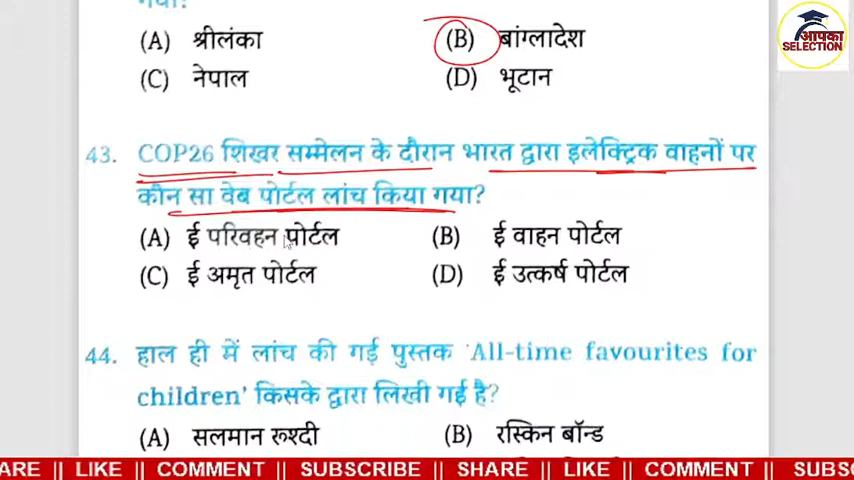 आपका
SELECTION
(A) श्रीलंका (B) बांग्लादेश
(C) नेपाल (D) भूटान
43. COP26 शिखर सम्मेलन के दौरान भारत द्वारा इलेक्ट्रिक वाहनों पर
कौन सा वेब पोर्टल लांच किया गया?
(A) ई परिवहन पोर्टल (B) ई वाहन पोर्टल
(C) ई अमृत पोर्टल (D) ई उत्कर्ष पोर्टल
44. हाल ही में लांच की गई पुस्तक 'All-time favourites for
children' किसके द्वारा लिखी गई है?
(A) सलमान रूश्दी (B) रस्किन बॉन्ड
ARE || LIKE || COMMENT || SUBSCRIBE || SHARE || LIKE || COMMENT || SUBSC